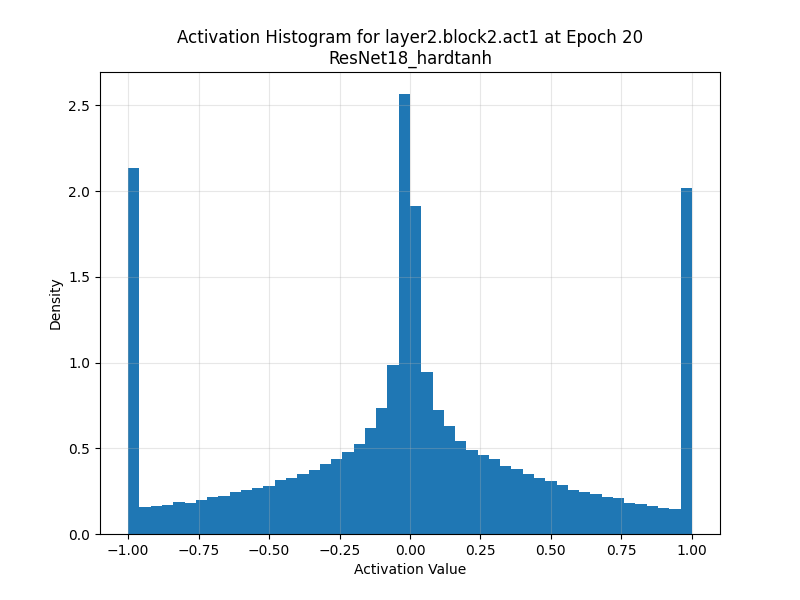 Activation Histogram for layer2.block2.act1 at Epoch 20
ResNet18_hardtanh
2.5
2.0
1.5
1.0
0.5
0.0
Density
−1.00 −0.75 −0.50 −0.25 0.00 0.25 0.50 0.75 1.00
Activation Value